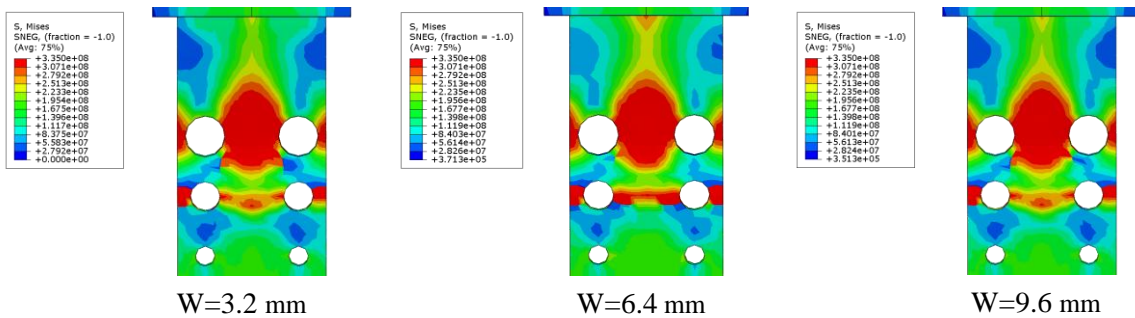 S, Mises
SNEG, (fraction = -1.0)
(Avg: 75%)
+3.350e+08
+3.071e+08
+2.792e+08
+2.513e+08
+2.233e+08
+1.954e+08
+1.675e+08
+1.396e+08
+1.117e+08
+8.375e+07
+5.583e+07
+2.792e+07
+0.000e+00
W=3.2 mm
S, Mises
SNEG, (fraction = -1.0)
(Avg: 75%)
+3.350e+08
+3.071e+08
+2.792e+08
+2.513e+08
+2.235e+08
+1.956e+08
+1.677e+08
+1.398e+08
+1.119e+08
+8.403e+07
+5.614e+07
+2.826e+07
+3.713e+05
W=6.4 mm
S, Mises
SNEG, (fraction = -1.0)
(Avg: 75%)
+3.350e+08
+3.071e+08
+2.792e+08
+2.513e+08
+2.235e+08
+1.956e+08
+1.677e+08
+1.398e+08
+1.119e+08
+8.401e+07
+5.613e+07
+2.824e+07
+3.513e+05
W=9.6 mm